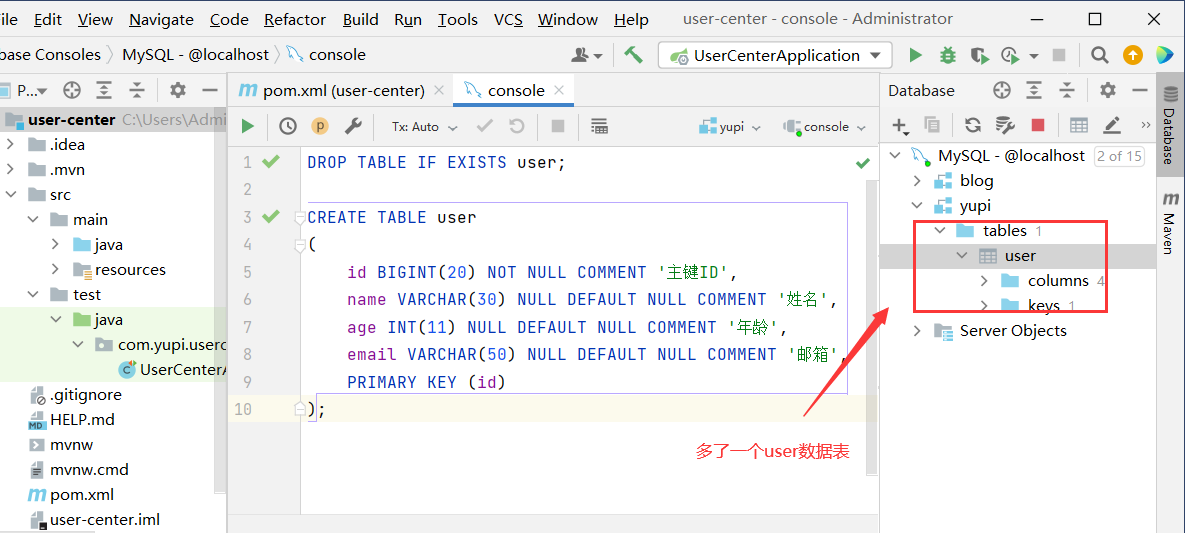 ile Edit View Navigate Code Refactor Build Run Tools VCS Window Help user-center - console - Administrator
base Consoles MySQL - @localhost console UserCenterApplication
P... pom.xml (user-center) console Database
user-center C:\Users\Admi
Tx: Auto yupi console
.idea
.mvn
src
main
java
resources
test
java
com.yupi.userc
UserCenterA
.gitignore
HELP.md
mvnw
mvnw.cmd
pom.xml
user-center.iml
1 DROP TABLE IF EXISTS user;
2
3 CREATE TABLE user
4 (
5 id BIGINT(20) NOT NULL COMMENT '主键ID',
6 name VARCHAR(30) NULL DEFAULT NULL COMMENT '姓名',
7 age INT(11) NULL DEFAULT NULL COMMENT '年龄',
8 email VARCHAR(50) NULL DEFAULT NULL COMMENT '邮箱',
9 PRIMARY KEY (id)
10 );
多了一个user数据表
MySQL - @localhost 2 of 15
blog
yupi
tables 1
user
columns 4
keys 1
Server Objects
Database
Maven